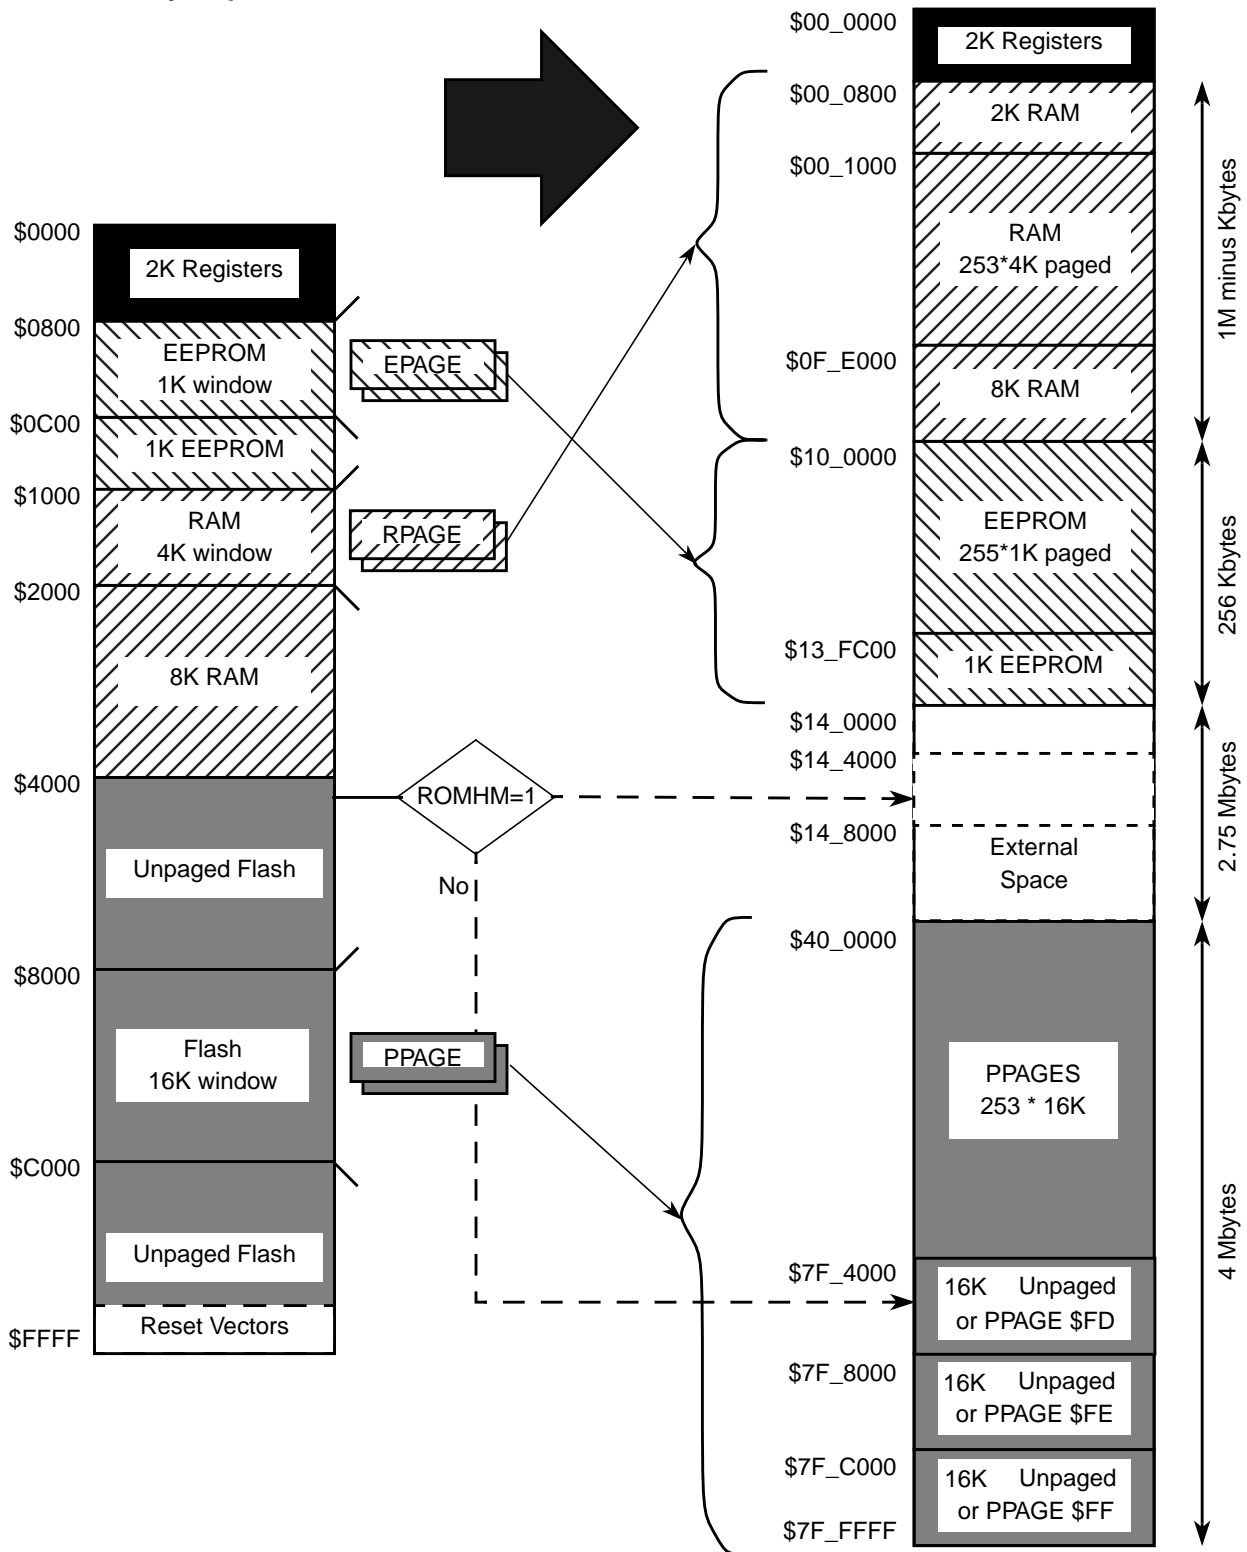 $0000
2K Registers
$0800
EEPROM
1K window
$0C00
1K EEPROM
$1000
RAM
4K window
$2000
8K RAM
$4000
Unpaged Flash
$8000
Flash
16K window
$C000
Unpaged Flash
Reset Vectors
$FFFF
EPAGE
RPAGE
ROMHM=1
No
PPAGE
$00_0000
2K Registers
$00_0800
2K RAM
$00_1000
RAM
253*4K paged
$0F_E000
8K RAM
$10_0000
EEPROM
255*1K paged
$13_FC00
1K EEPROM
$14_0000
$14_4000
$14_8000
External
Space
$40_0000
PPAGES
253 * 16K
$7F_4000
16K Unpaged
or PPAGE $FD
$7F_8000
16K Unpaged
or PPAGE $FE
$7F_C000
16K Unpaged
or PPAGE $FF
$7F_FFFF
1M minus Kbytes
256 Kbytes
2.75 Mbytes
4 Mbytes